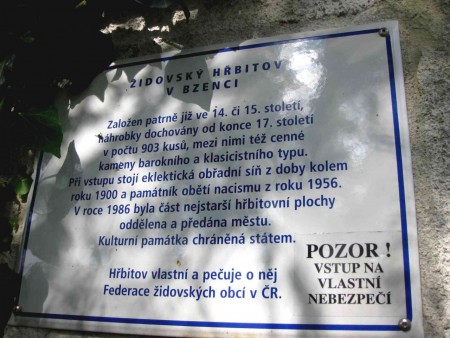 ŽIDOVSKÝ HŘBITOV
V BZENCI
Založen patrně již ve 14. či 15. století,
náhrobky dochovány od konce 17. století
v počtu 903 kusů, mezi nimi též cenné
kameny barokního a klasicistního typu.
Při vstupu stojí eklektická obřadní síň z doby kolem
roku 1900 a památník obětí nacismu z roku 1956.
V roce 1986 byla část nejstarší hřbitovní plochy
oddělena a předána městu.
Kulturní památka chráněná státem.
Hřbitov vlastní a pečuje o něj
Federace židovských obcí v ČR.
POZOR !
VSTUP NA
VLASTNÍ
NEBEZPEČÍ